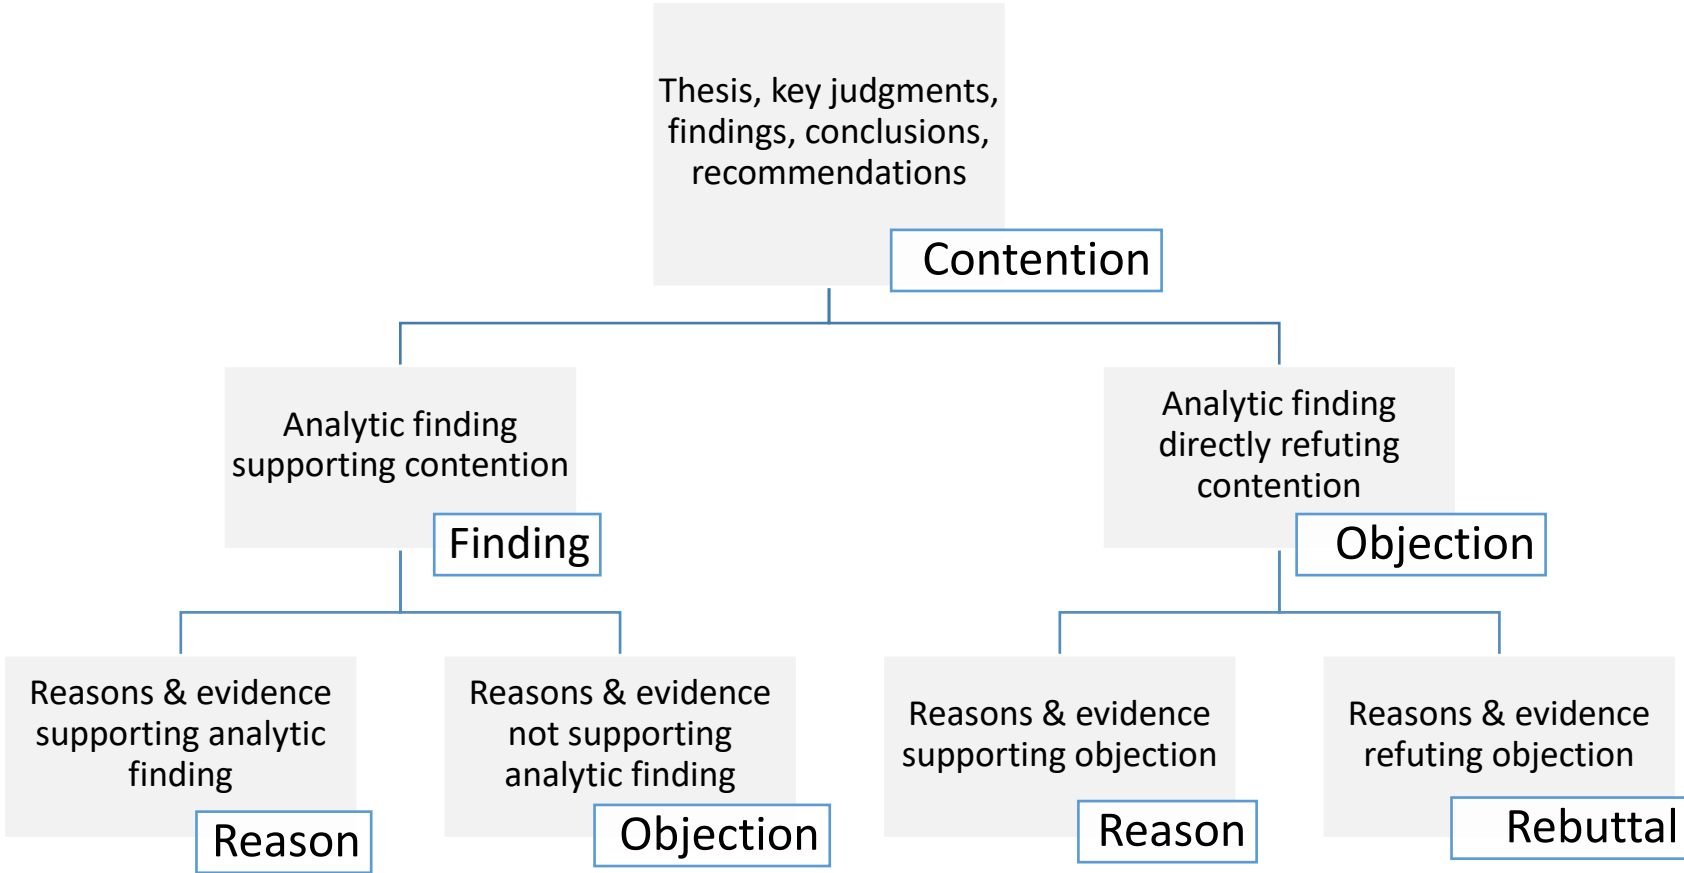 Thesis, key judgments,
findings, conclusions,
recommendations
Contention
Analytic finding
supporting contention
Finding
Analytic finding
directly refuting
contention
Objection
Reasons & evidence
supporting analytic
finding
Reason
Reasons & evidence
not supporting
analytic finding
Objection
Reasons & evidence
supporting objection
Reason
Reasons & evidence
refuting objection
Rebuttal